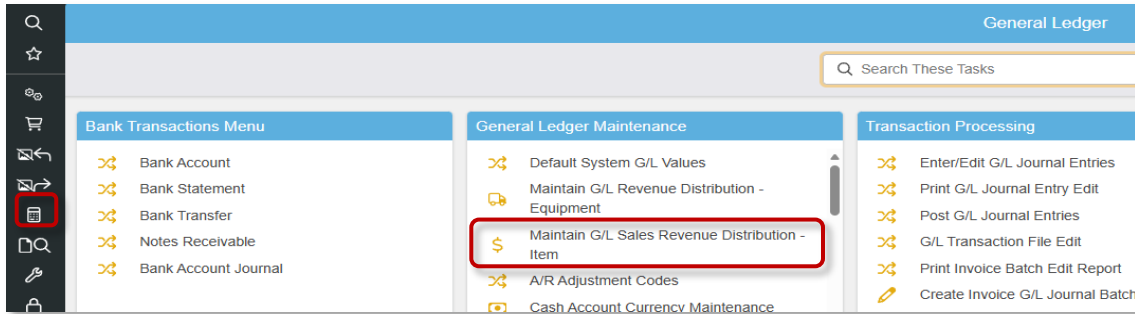 General Ledger
Search These Tasks
Bank Transactions Menu
Bank Account
Bank Statement
Bank Transfer
Notes Receivable
Bank Account Journal
General Ledger Maintenance
Default System G/L Values
Maintain G/L Revenue Distribution -
Equipment
Maintain G/L Sales Revenue Distribution -
Item
A/R Adjustment Codes
Cash Account Currency Maintenance
Transaction Processing
Enter/Edit G/L Journal Entries
Print G/L Journal Entry Edit
Post G/L Journal Entries
G/L Transaction File Edit
Print Invoice Batch Edit Report
Create Invoice G/L Journal Batch